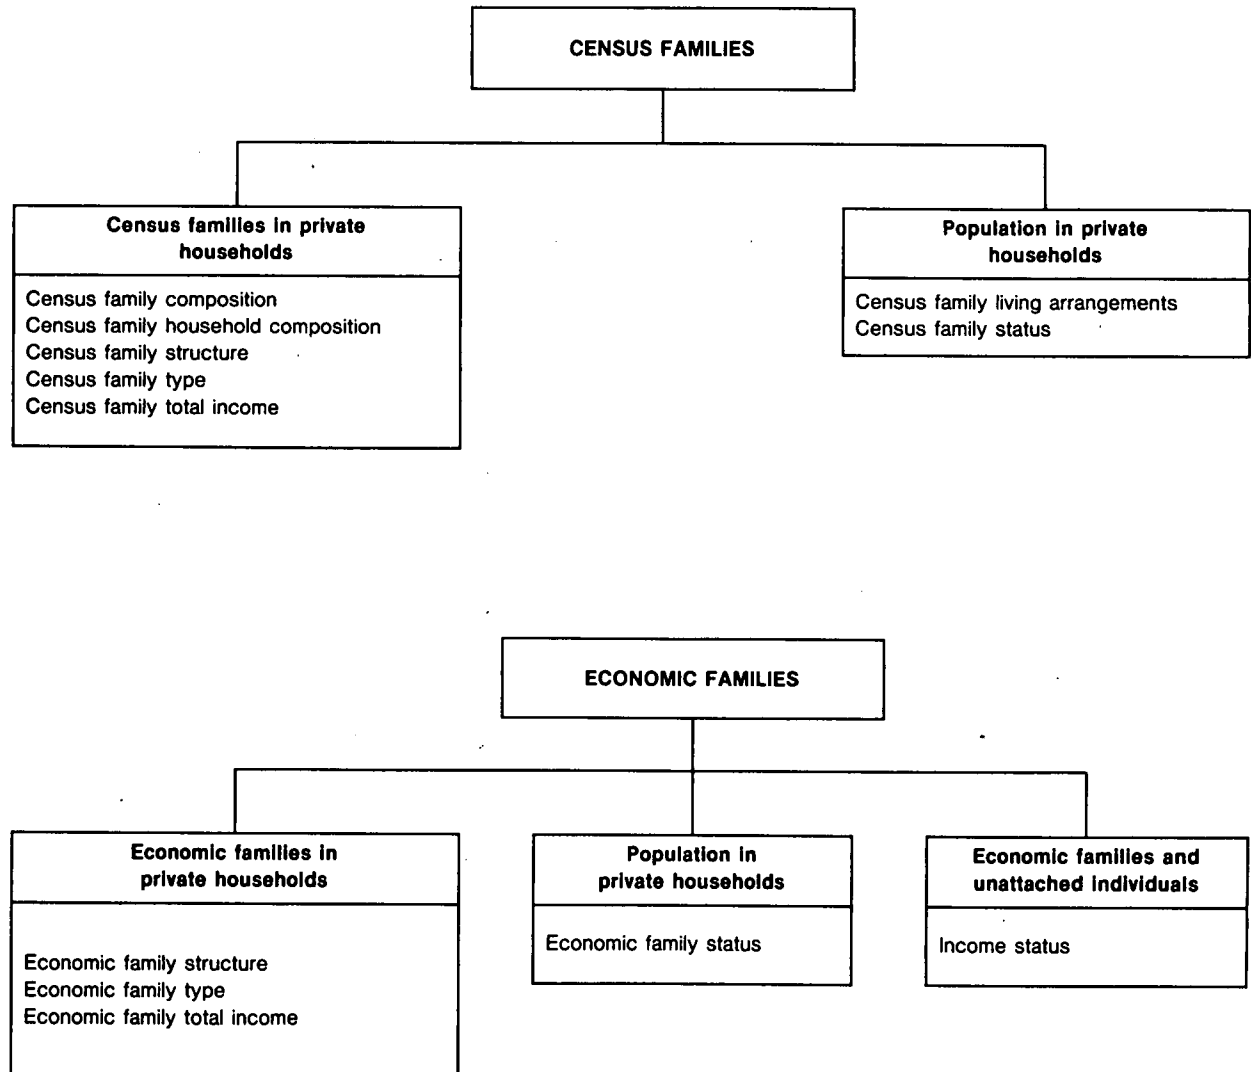 CENSUS FAMILIES
Census families in private
households
Census family composition
Census family household composition
Census family structure
Census family type
Census family total income
Population in private
households
Census family living arrangements
Census family status
ECONOMIC FAMILIES
Economic families in
private households
Economic family structure
Economic family type
Economic family total income
Population in
private households
Economic family status
Economic families and
unattached individuals
Income status